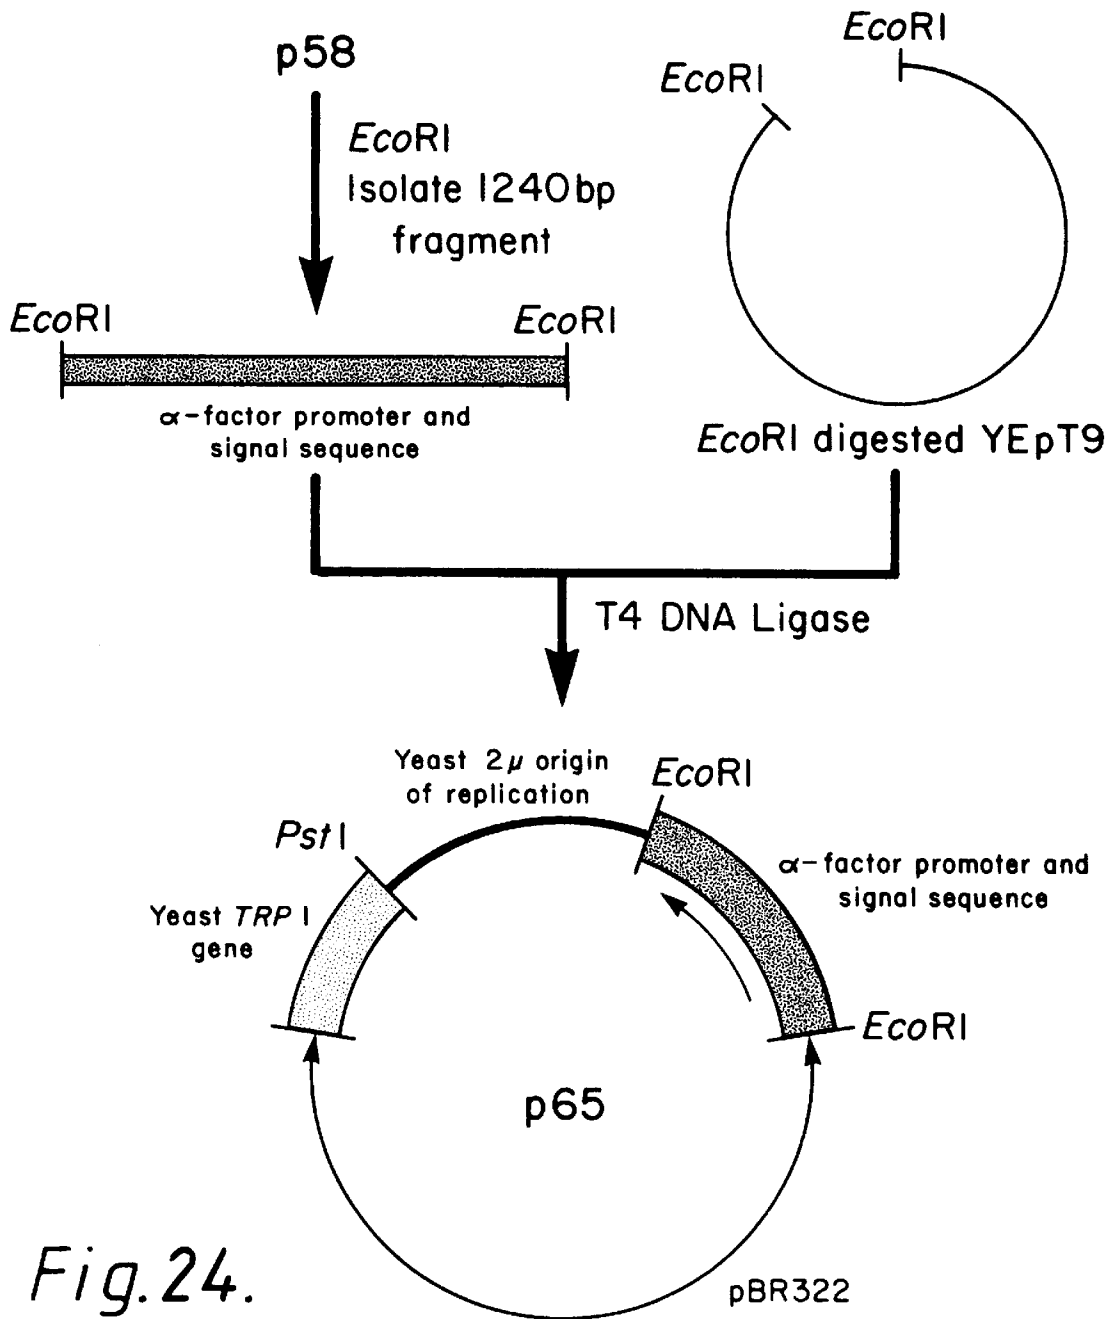 p58
EcoRI
Isolate 1240bp
fragment
EcoRI
EcoRI
α-factor promoter and
signal sequence
EcoRI
EcoRI
EcoRI digested YEpT9
T4 DNA Ligase
Yeast 2μ origin
of replication
EcoRI
PstI
α-factor promoter and
signal sequence
Yeast TRP I
gene
EcoRI
p65
pBR322
Fig. 24.